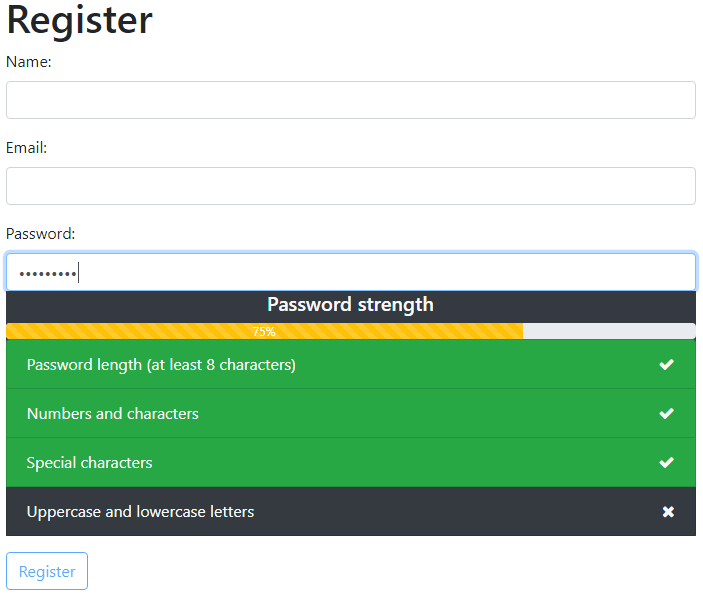 Register
Name:
Email:
Password:
•••••••••
Password strength
75%
Password length (at least 8 characters)
Numbers and characters
Special characters
Uppercase and lowercase letters
Register